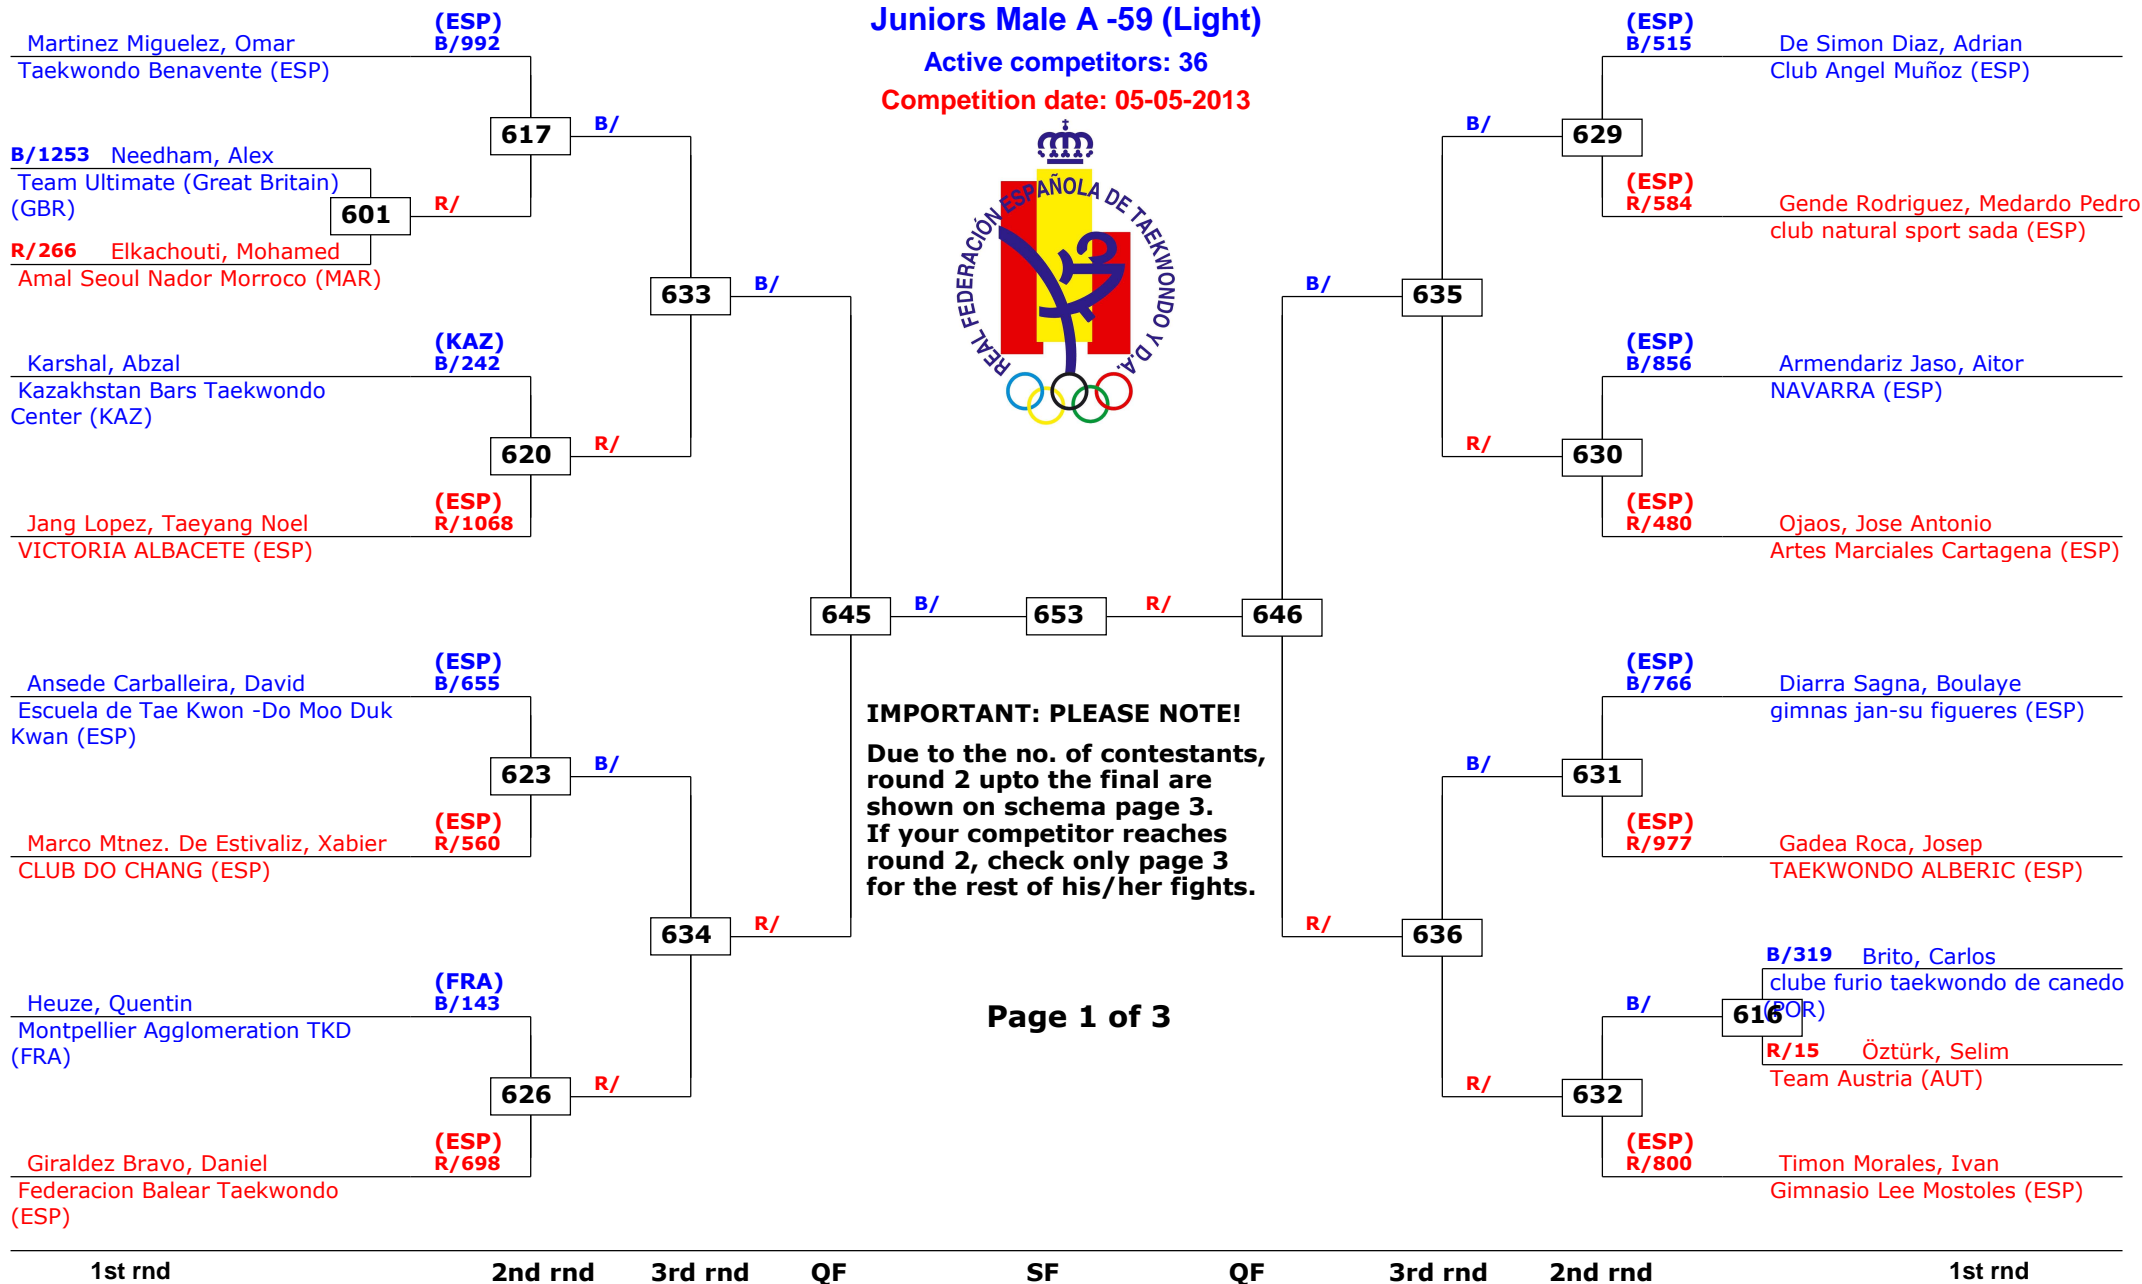 Juniors Male A -59 (Light)
Active competitors: 36
Competition date: 05-05-2013
REAL FEDERACIÓN ESPAÑOLA DE TAEKWONDO Y D.A.
(ESP)
Martinez Miguelez, Omar B/992
Taekwondo Benavente (ESP)
617
B/
B/1253 Needham, Alex
Team Ultimate (Great Britain)
(GBR)
601
R/
R/266 Elkachouti, Mohamed
Amal Seoul Nador Morroco (MAR)
633
B/
(KAZ)
Karshal, Abzal B/242
Kazakhstan Bars Taekwondo
Center (KAZ)
620
R/
(ESP)
Jang Lopez, Taeyang Noel R/1068
VICTORIA ALBACETE (ESP)
645
B/
653
R/
646
(ESP)
Ansede Carballeira, David B/655
Escuela de Tae Kwon -Do Moo Duk
Kwan (ESP)
623
B/
(ESP)
Marco Mtnez. De Estivaliz, Xabier R/560
CLUB DO CHANG (ESP)
634
R/
(FRA)
Heuze, Quentin B/143
Montpellier Agglomeration TKD
(FRA)
626
R/
(ESP)
Giraldez Bravo, Daniel R/698
Federacion Balear Taekwondo
(ESP)
IMPORTANT: PLEASE NOTE!
Due to the no. of contestants,
round 2 upto the final are
shown on schema page 3.
If your competitor reaches
round 2, check only page 3
for the rest of his/her fights.
Page 1 of 3
(ESP)
B/515 De Simon Diaz, Adrian
Club Angel Muñoz (ESP)
B/
629
(ESP)
R/584 Gende Rodriguez, Medardo Pedro
club natural sport sada (ESP)
B/
635
(ESP)
B/856 Armendariz Jaso, Aitor
NAVARRA (ESP)
R/
630
(ESP)
R/480 Ojaos, Jose Antonio
Artes Marciales Cartagena (ESP)
(ESP)
B/766 Diarra Sagna, Boulaye
gimnas jan-su figueres (ESP)
B/
631
(ESP)
R/977 Gadea Roca, Josep
TAEKWONDO ALBERIC (ESP)
R/
636
B/319 Brito, Carlos
clube furio taekwondo de canedo
(POR)
B/
616
R/15 Öztürk, Selim
Team Austria (AUT)
R/
632
(ESP)
R/800 Timon Morales, Ivan
Gimnasio Lee Mostoles (ESP)
1st rnd 2nd rnd 3rd rnd QF SF QF 3rd rnd 2nd rnd 1st rnd